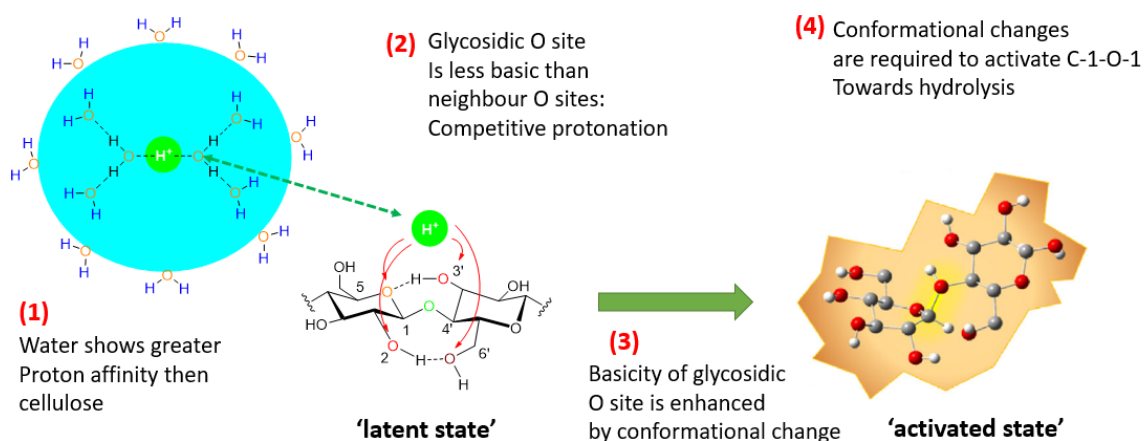 (1)
Water shows greater
Proton affinity then
cellulose
H
H
O
H
H
O
H
H
O
H
H
O
H
H
O
H
H
O
H
H
O
H
H
O
H
O
H
H⁺
H
O
H
H
H
O
H
H
O
H
H
O
H
H
O
(2)
Glycosidic O site
Is less basic than
neighbour O sites:
Competitive protonation
H⁺
OH
5
O
H
O
3'
OH
HO
O
1
O
4'
O
2
O
H
O
H
6'
'latent state'
(3)
Basicity of glycosidic
O site is enhanced
by conformational change
(4)
Conformational changes
are required to activate C-1-O-1
Towards hydrolysis
'activated state'